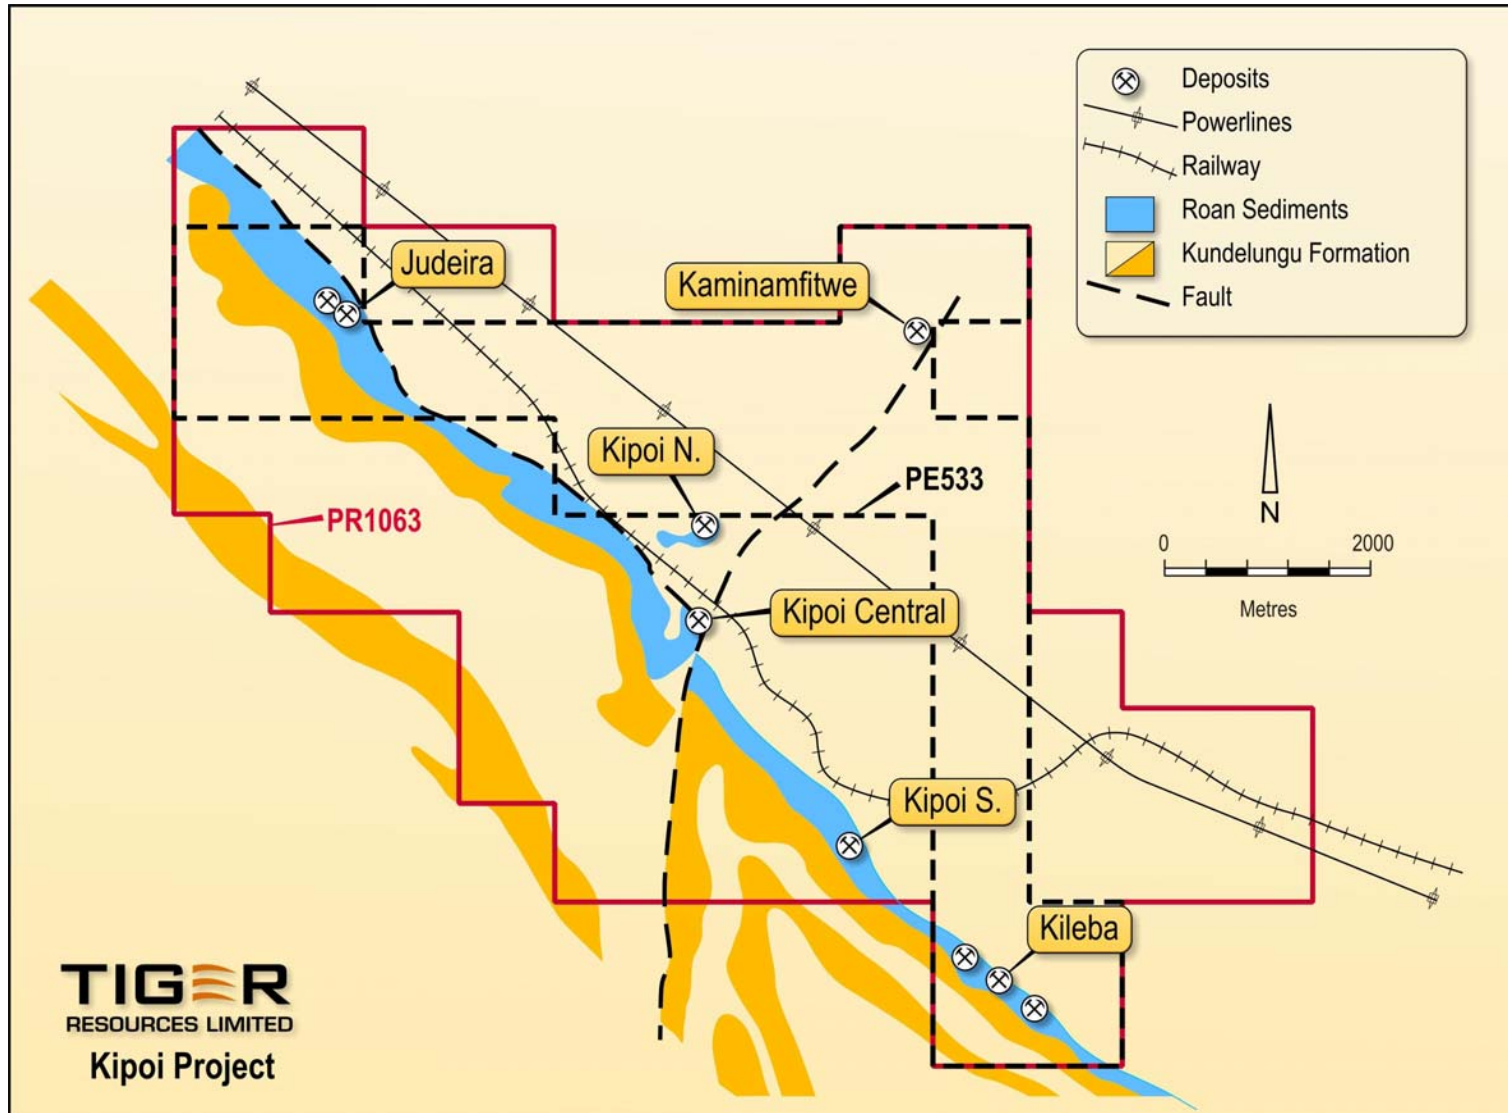 Deposits
Powerlines
Railway
Roan Sediments
Kundelungu Formation
Fault
Judeira
Kaminamfitwe
Kipoi N.
PE533
PR1063
N
0 2000
Metres
Kipoi Central
Kipoi S.
Kileba
TIGER
RESOURCES LIMITED
Kipoi Project